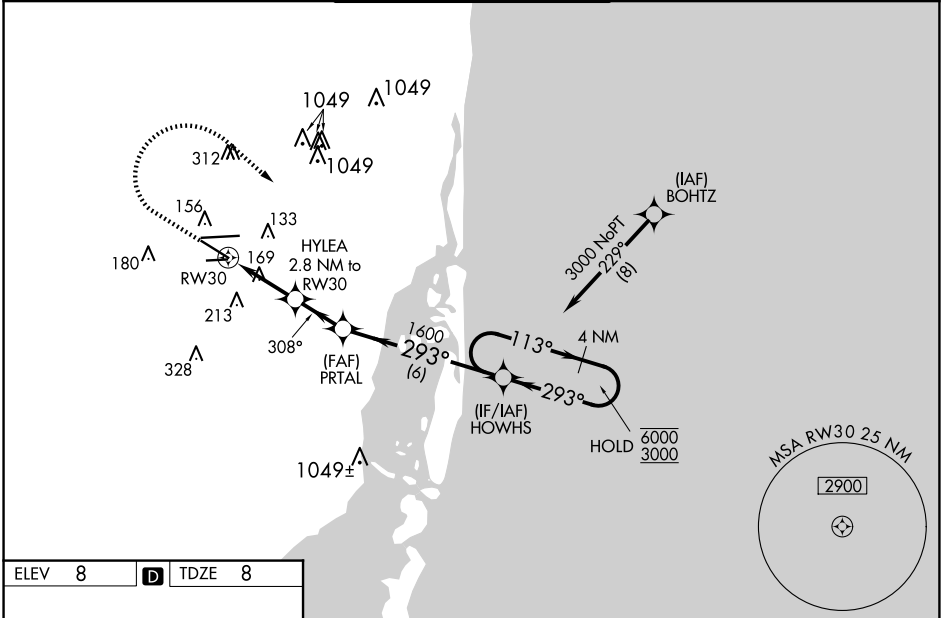 1049
1049
1049
312
(IAF)
BOHTZ
3000 NoPT
229°
(8)
156
133
180
169
HYLEA
2.8 NM to
RW30
RW30
213
308°
328
(FAF)
PRTAL
1600
293°
(6)
113°
4 NM
293°
(IF/IAF)
HOWHS
HOLD
6000
3000
1049±
MSA RW30 25 NM
2900
ELEV 8
D
TDZE 8